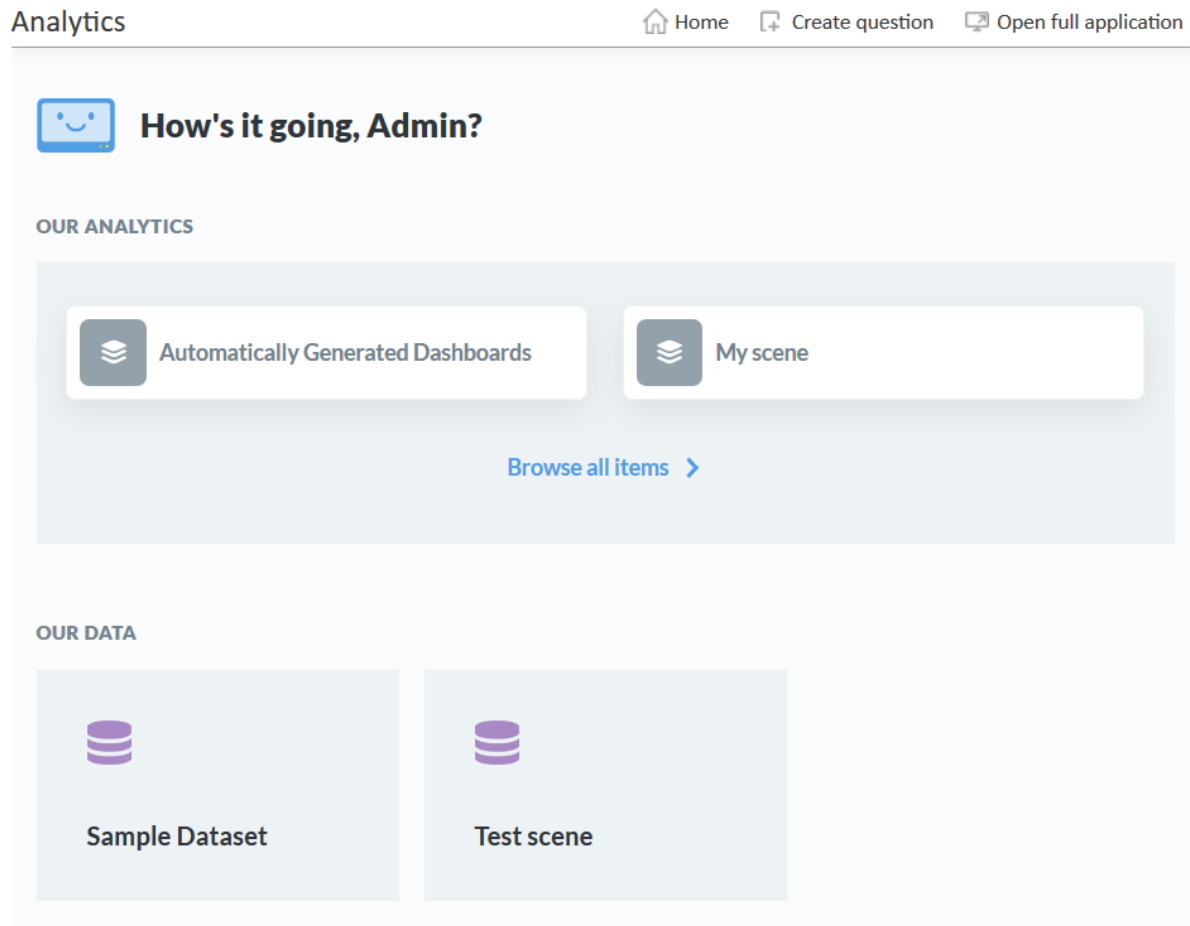 Analytics
Home
Create question
Open full application
How's it going, Admin?
OUR ANALYTICS
Automatically Generated Dashboards
My scene
Browse all items
OUR DATA
Sample Dataset
Test scene